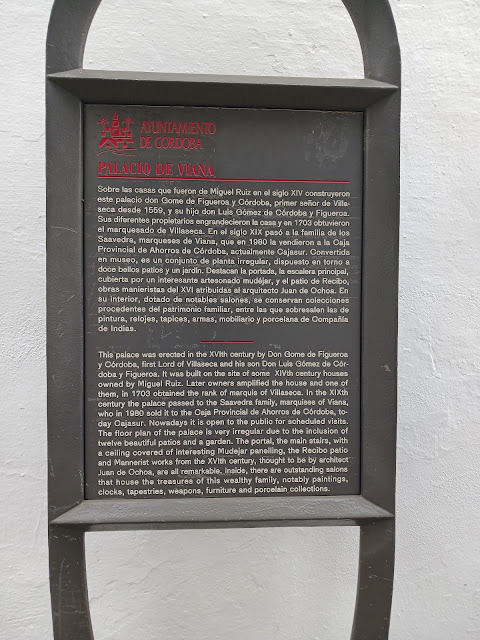 AYUNTAMIENTO
DE CORDOBA
PALACIO DE VIANA
Sobre las casas que fueron de Miguel Ruiz en el siglo XIV construyeron
este palacio don Gome de Figueroa y Córdoba, primer señor de Villa-
seca desde 1559, y su hijo don Luis Gómez de Córdoba y Figueroa.
Sus diferentes propietarios engrandecieron la casa y en 1703 obtuvieron
el marquesado de Villaseca. En el siglo XIX pasó a la familia de los
Saavedra, marqueses de Viana, que en 1980 la vendieron a la Caja
Provincial de Ahorros de Córdoba, actualmente Cajasur. Convertida
en museo, es un conjunto de planta irregular, dispuesto en torno a
doce bellos patios y un jardín. Destacan la portada, la escalera principal,
cubierta por un interesante artesonado mudéjar, y el patio de Recibo,
obras manieristas del XVI atribuidas al arquitecto Juan de Ochoa. En
su interior, dotado de notables salones, se conservan colecciones
procedentes del patrimonio familiar, entre las que sobresalen las de
pintura, relojes, tapices, armas, mobiliario y porcelana de Compañía
de Indias.
This palace was erected in the XVIth century by Don Gome de Figueroa
y Córdoba, first Lord of Villaseca and his son Don Luis Gómez de Cór-
doba y Figueroa. It was built on the site of some XIVth century houses
owned by Miguel Ruiz. Later owners amplified the house and one of
them, in 1703 obtained the rank of marquis of Villaseca. In the XIXth
century the palace passed to the Saavedra family, marquises of Viana,
who in 1980 sold it to the Caja Provincial de Ahorros de Córdoba, to-
day Cajasur. Nowadays it is open to the public for scheduled visits.
The floor plan of the palace is very irregular due to the inclusion of
twelve beautiful patios and a garden. The portal, the main stairs, with
a ceiling covered of interesting Mudejar panelling, the Recibo patio
and Mannerist works from the XVIth century, thought to be by architect
Juan de Ochoa, are all remarkable. Inside, there are outstanding salons
that house the treasures of this wealthy family, notably paintings,
clocks, tapestries, weapons, furniture and porcelain collections.